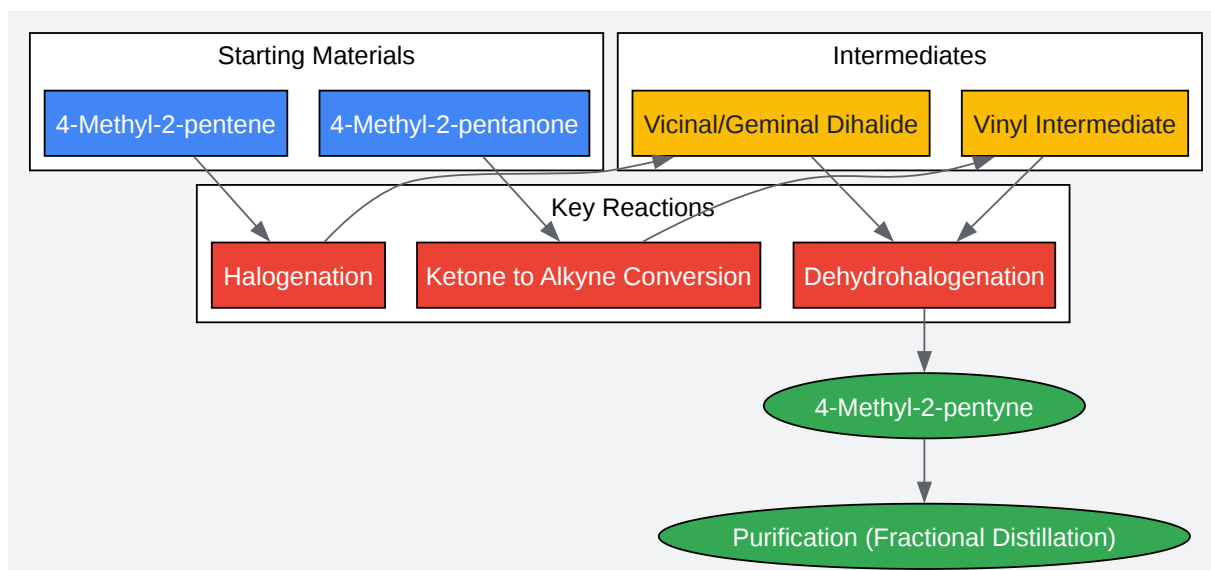 Starting Materials
Intermediates
4-Methyl-2-pentene
4-Methyl-2-pentanone
Vicinal/Geminal Dihalide
Vinyl Intermediate
Key Reactions
Halogenation
Ketone to Alkyne Conversion
Dehydrohalogenation
4-Methyl-2-pentyne
Purification (Fractional Distillation)